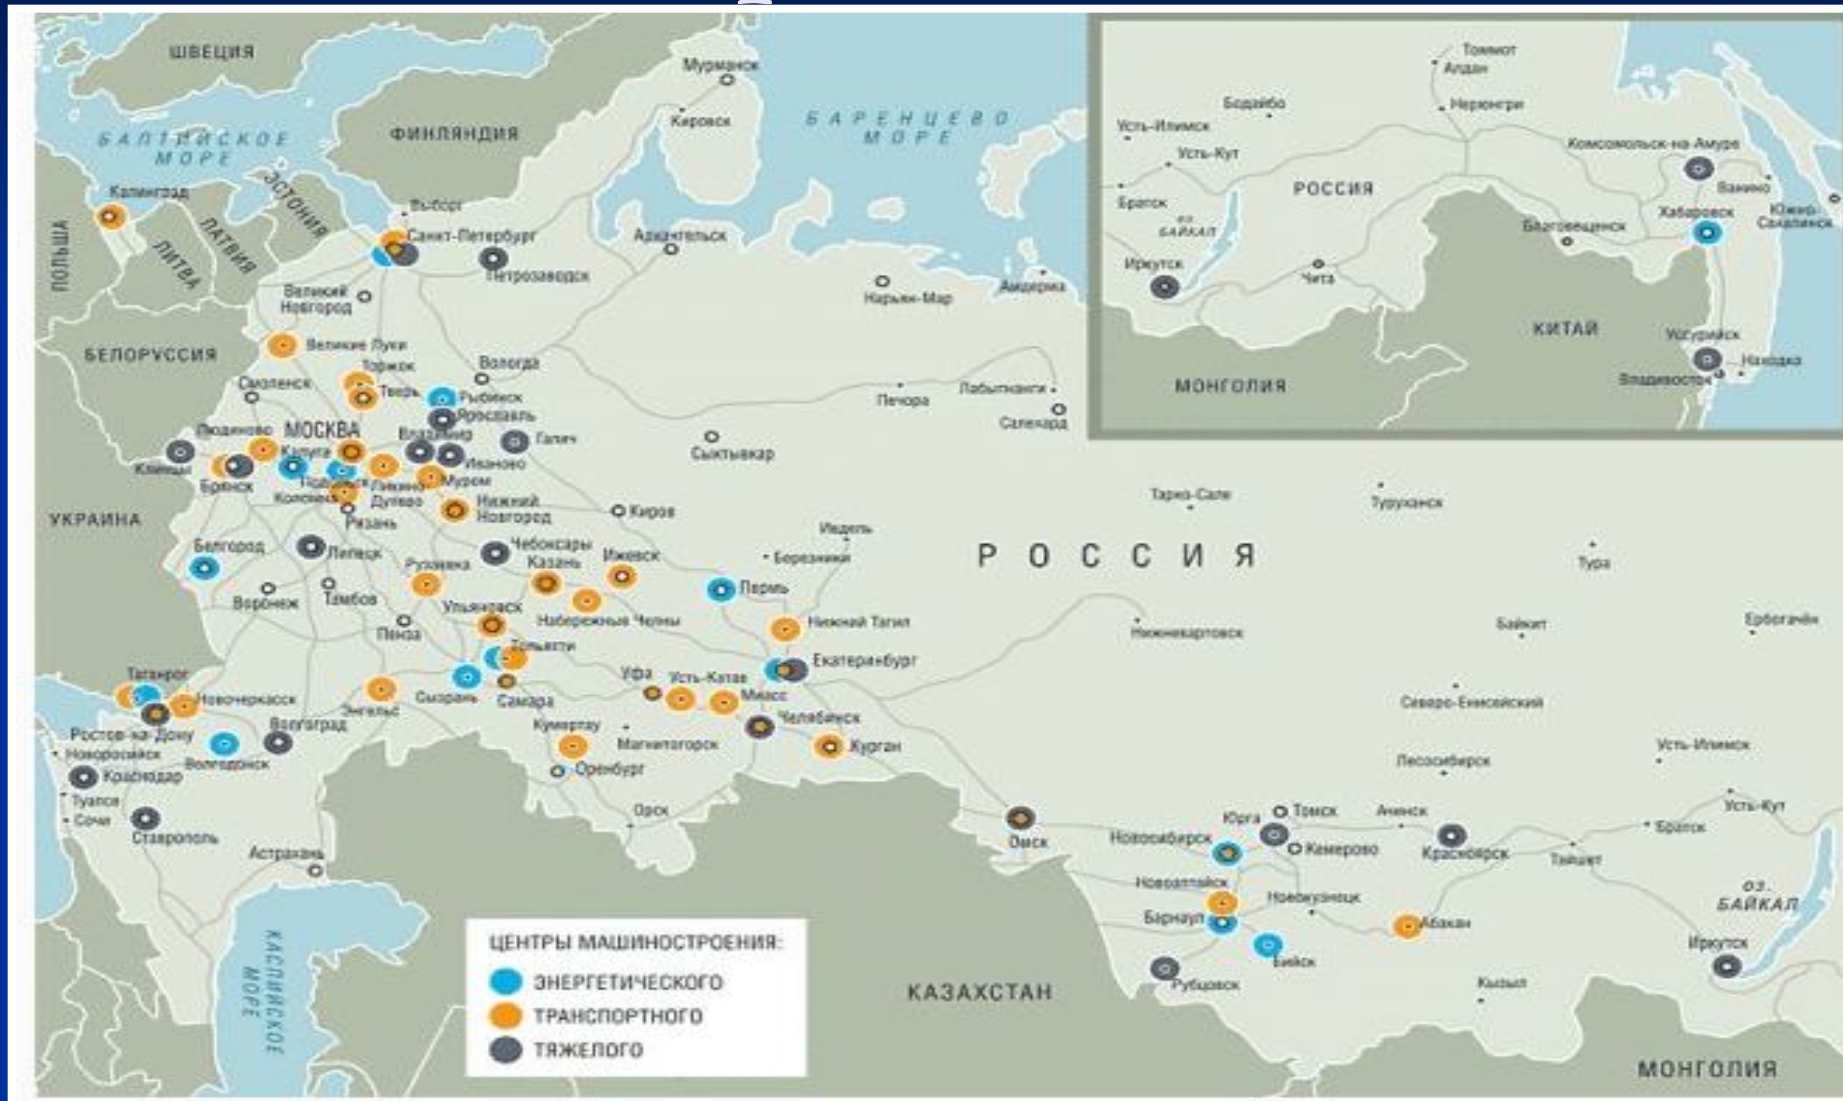 ШВЕЦИЯ
ФИНЛЯНДИЯ
БАЛТИЙСКОЕ
МОРЕ
БАРЕНЦЕВО
МОРЕ
Мурманск
Кировск
Калининград
ЭСТОНИЯ
ЛАТВИЯ
ЛИТВА
ПОЛЬША
Выборг
Санкт-Петербург
Петрозаводск
Архангельск
Нарьян-Мар
Амдерма
Великий
Новгород
БЕЛОРУССИЯ
Великие Луки
Торжок
Тверь
Смоленск
Вологда
Рыбинск
Ярославль
Печора
Лабытнанги
Салехард
Людиново
МОСКВА
Владимир
Галич
Сыктывкар
Клинцы
Калуга
Иваново
Брянск
Подольск
Ликино
Дулево
Муром
Коломна
Рязань
Нижний
Новгород
Киров
УКРАИНА
Белгород
Липецк
Чебоксары
Ижевск
Ивдель
Березники
РОССИЯ
Тарко-Сале
Туруханск
Тура
Рузаевка
Казань
Пермь
Воронеж
Тамбов
Ульяновск
Набережные Челны
Пенза
Нижний Тагил
Нижневартовск
Байкит
Ербогачён
Тольятти
Екатеринбург
Таганрог
Новочеркасск
Энгельс
Сызрань
Самара
Уфа
Усть-Катав
Миасс
Северо-Енисейский
Ростов-на-Дону
Волгоград
Кумертау
Магнитогорск
Челябинск
Курган
Новоросийск
Волгодонск
Краснодар
Оренбург
Усть-Илимск
Лесосибирск
Туапсе
Сочи
Ставрополь
Орск
Усть-Кут
Астрахань
Омск
Новосибирск
Юрга
Томск
Ачинск
Братск
Кемерово
Красноярск
Тайшет
Новоалтайск
Новокузнецк
Барнаул
Абакан
ОЗ.
БАЙКАЛ
Бийск
Иркутск
Рубцовск
Кызыл
КАСПИЙСКОЕ
МОРЕ
КАЗАХСТАН
МОНГОЛИЯ
ЦЕНТРЫ МАШИНОСТРОЕНИЯ:
ЭНЕРГЕТИЧЕСКОГО
ТРАНСПОРТНОГО
ТЯЖЕЛОГО
Томмот
Алдан
Бодайбо
Нерюнгри
Усть-Илимск
Усть-Кут
Комсомольск-на-Амуре
РОССИЯ
Ванино
Братск
оз.
БАЙКАЛ
Хабаровск
Южно-
Сахалинск
Благовещенск
Иркутск
Чита
КИТАЙ
Уссурийск
Находка
Владивосток
МОНГОЛИЯ